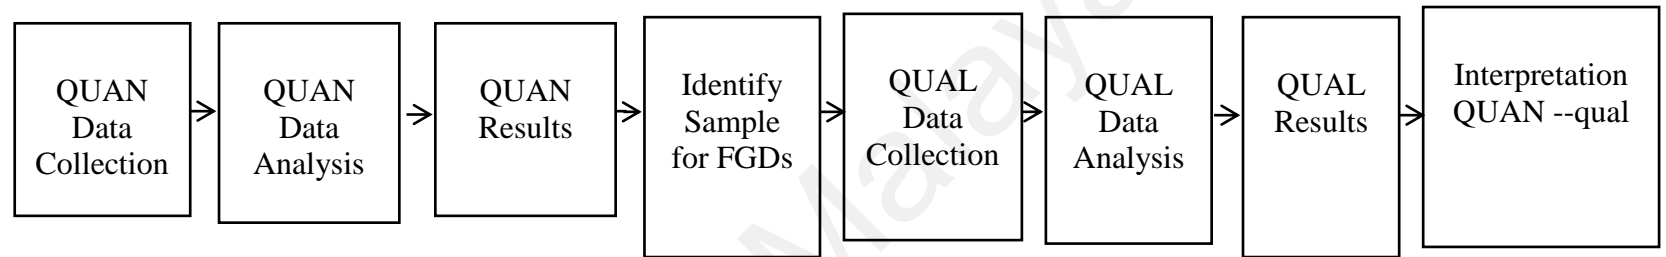 QUAN
Data
Collection
QUAN
Data
Analysis
QUAN
Results
Identify
Sample
for FGDs
QUAL
Data
Collection
QUAL
Data
Analysis
QUAL
Results
Interpretation
QUAN --qual
Malaya